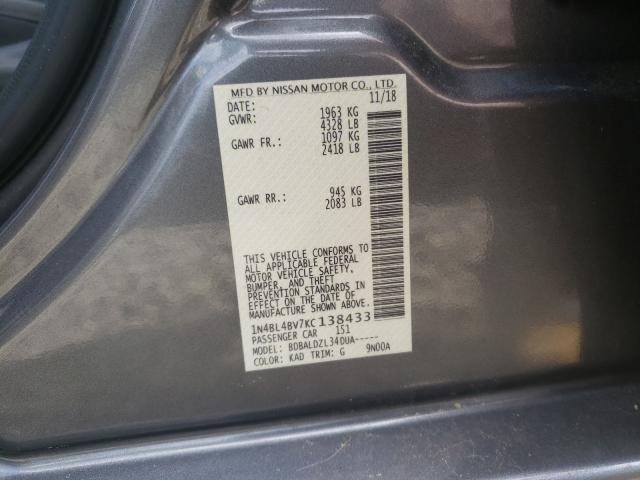 MFD BY NISSAN MOTOR CO., LTD.
DATE: 11/18
GVWR: 1963 KG
4328 LB
GAWR FR.: 1097 KG
2418 LB
GAWR RR.: 945 KG
2083 LB
THIS VEHICLE CONFORMS TO
ALL APPLICABLE FEDERAL
MOTOR VEHICLE SAFETY,
BUMPER, AND THEFT
PREVENTION STANDARDS IN
EFFECT ON THE DATE OF
MANUFACTURE SHOWN ABOVE.
1N4BL4BV7KC138433
PASSENGER CAR 151
MODEL: BDBALDZL34DUA-----
COLOR: KAD TRIM: G 9N00A